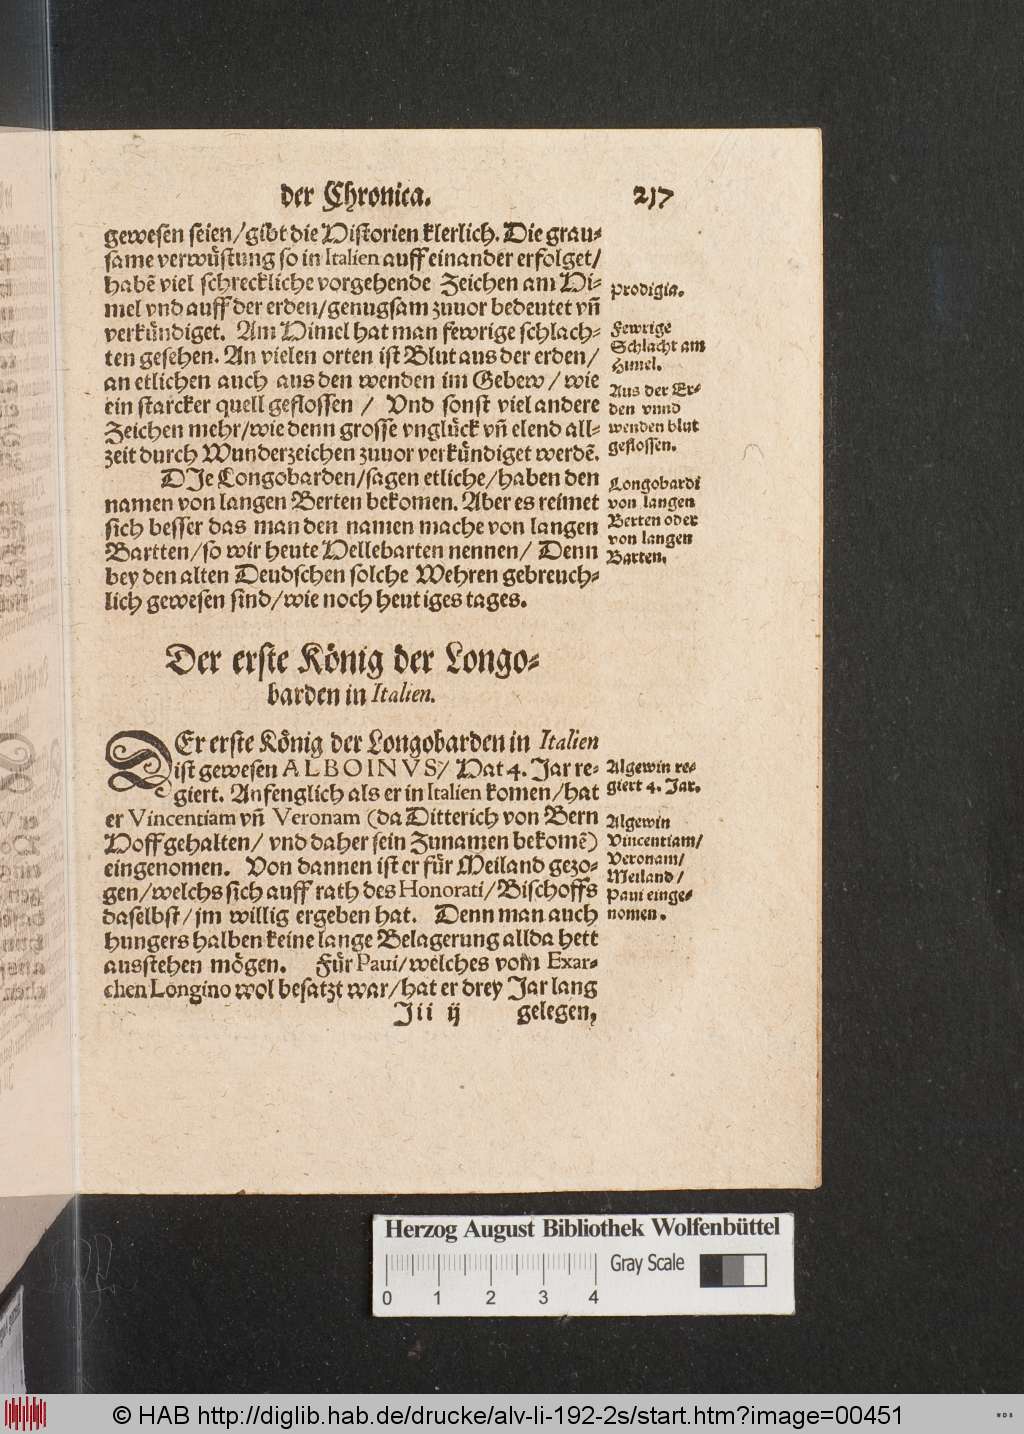 der Chronica. 217
gewesen seien/gibt die Historien klerlich. Die grau-
same verwüstung so in Italien auff einander erfolget/
habẽ viel schreckliche vorgehende Zeichen am Hi-
mel vnd auff der erden/genugsam zuuor bedeutet vñ
verkündiget. Am Himel hat man fewrige schlach-
ten gesehen. An vielen orten ist Blut aus der erden/
an etlichen auch aus den wenden im Gebew/wie
ein starcker quell geflossen/ Vnd sonst viel andere
Zeichen mehr/wie denn grosse vnglück vñ elend all-
zeit durch Wunderzeichen zuuor verkündiget werdẽ.
DIe Longobarden/sagen etliche/haben den
namen von langen Berten bekomen. Aber es reimet
sich besser das man den namen mache von langen
Bartten/so wir heute Hellebarten nennen/ Denn
bey den alten Deudschen solche Wehren gebreuch-
lich gewesen sind/wie noch heutiges tages.
Prodigia.
Fewrige
Schlacht am
Himel.
Aus der Er-
den vnnd
wenden blut
geflossen.
Longobardi
von langen
Berten oder
von langen
Barten.
Der erste König der Longo-
barden in Italien.
DEr erste König der Longobarden in Italien
ist gewesen ALBOINVS/ Hat 4. Jar re-
giert. Anfenglich als er in Italien komen/hat
er Vincentiam vñ Veronam (da Ditterich von Bern
Hoff gehalten/ vnd daher sein Zunamen bekomẽ)
eingenomen. Von dannen ist er für Meiland gezo-
gen/welchs sich auff rath des Honorati/Bischoffs
daselbst/jm willig ergeben hat. Denn man auch
hungers halben keine lange Belagerung allda hett
ausstehen mögen. Für Paui/welches vom Exar-
chen Longino wol besatzt war/hat er drey Jar lang
Jii ij gelegen,
Algewin re-
giert 4. Jar.
Algewin
Vincentiam/
Veronam/
Meiland/
Paui einge-
nomen.
Herzog August Bibliothek Wolfenbüttel
Gray Scale
0 1 2 3 4
© HAB http://diglib.hab.de/drucke/alv-li-192-2s/start.htm?image=00451